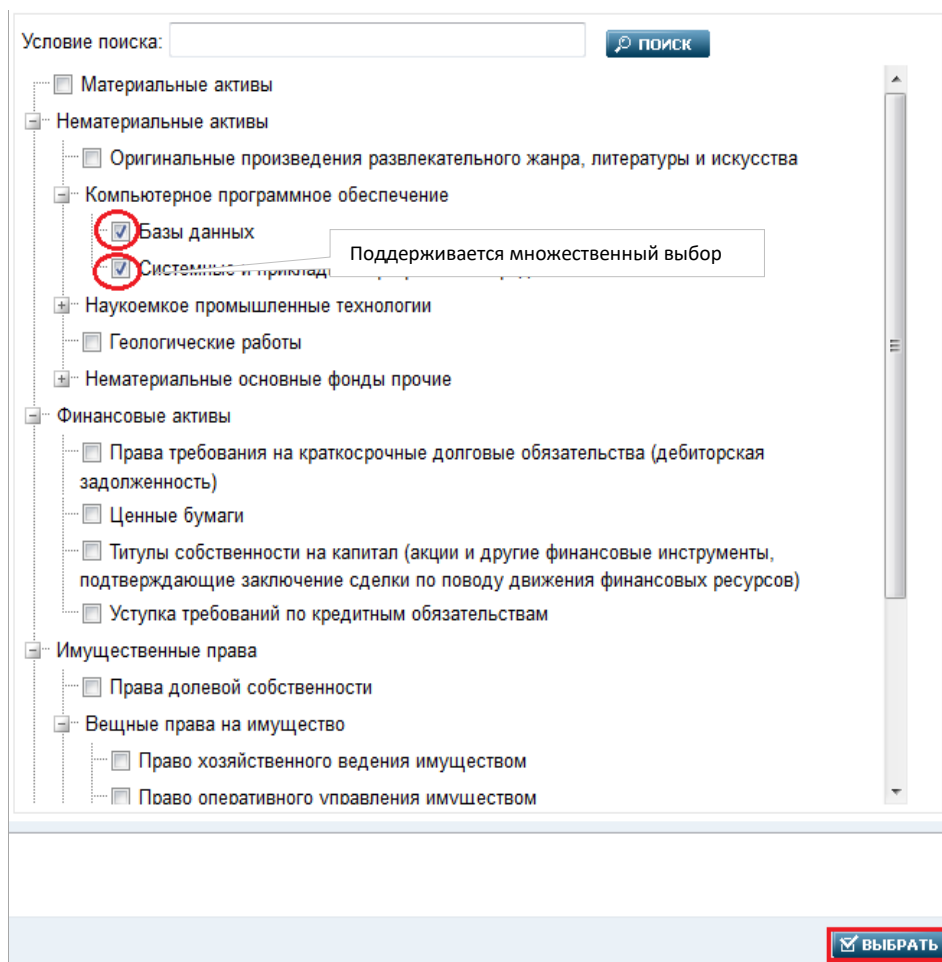 Условие поиска:
ПОИСК
Материальные активы
Нематериальные активы
Оригинальные произведения развлекательного жанра, литературы и искусства
Компьютерное программное обеспечение
Базы данных
Поддерживается множественный выбор
Системные и
Наукоемкое промышленные технологии
Геологические работы
Нематериальные основные фонды прочие
Финансовые активы
Права требования на краткосрочные долговые обязательства (дебиторская
задолженность)
Ценные бумаги
Титулы собственности на капитал (акции и другие финансовые инструменты,
подтверждающие заключение сделки по поводу движения финансовых ресурсов)
Уступка требований по кредитным обязательствам
Имущественные права
Права долевой собственности
Вещные права на имущество
Право хозяйственного ведения имуществом
Право оперативного управления имуществом
ВЫБРАТЬ